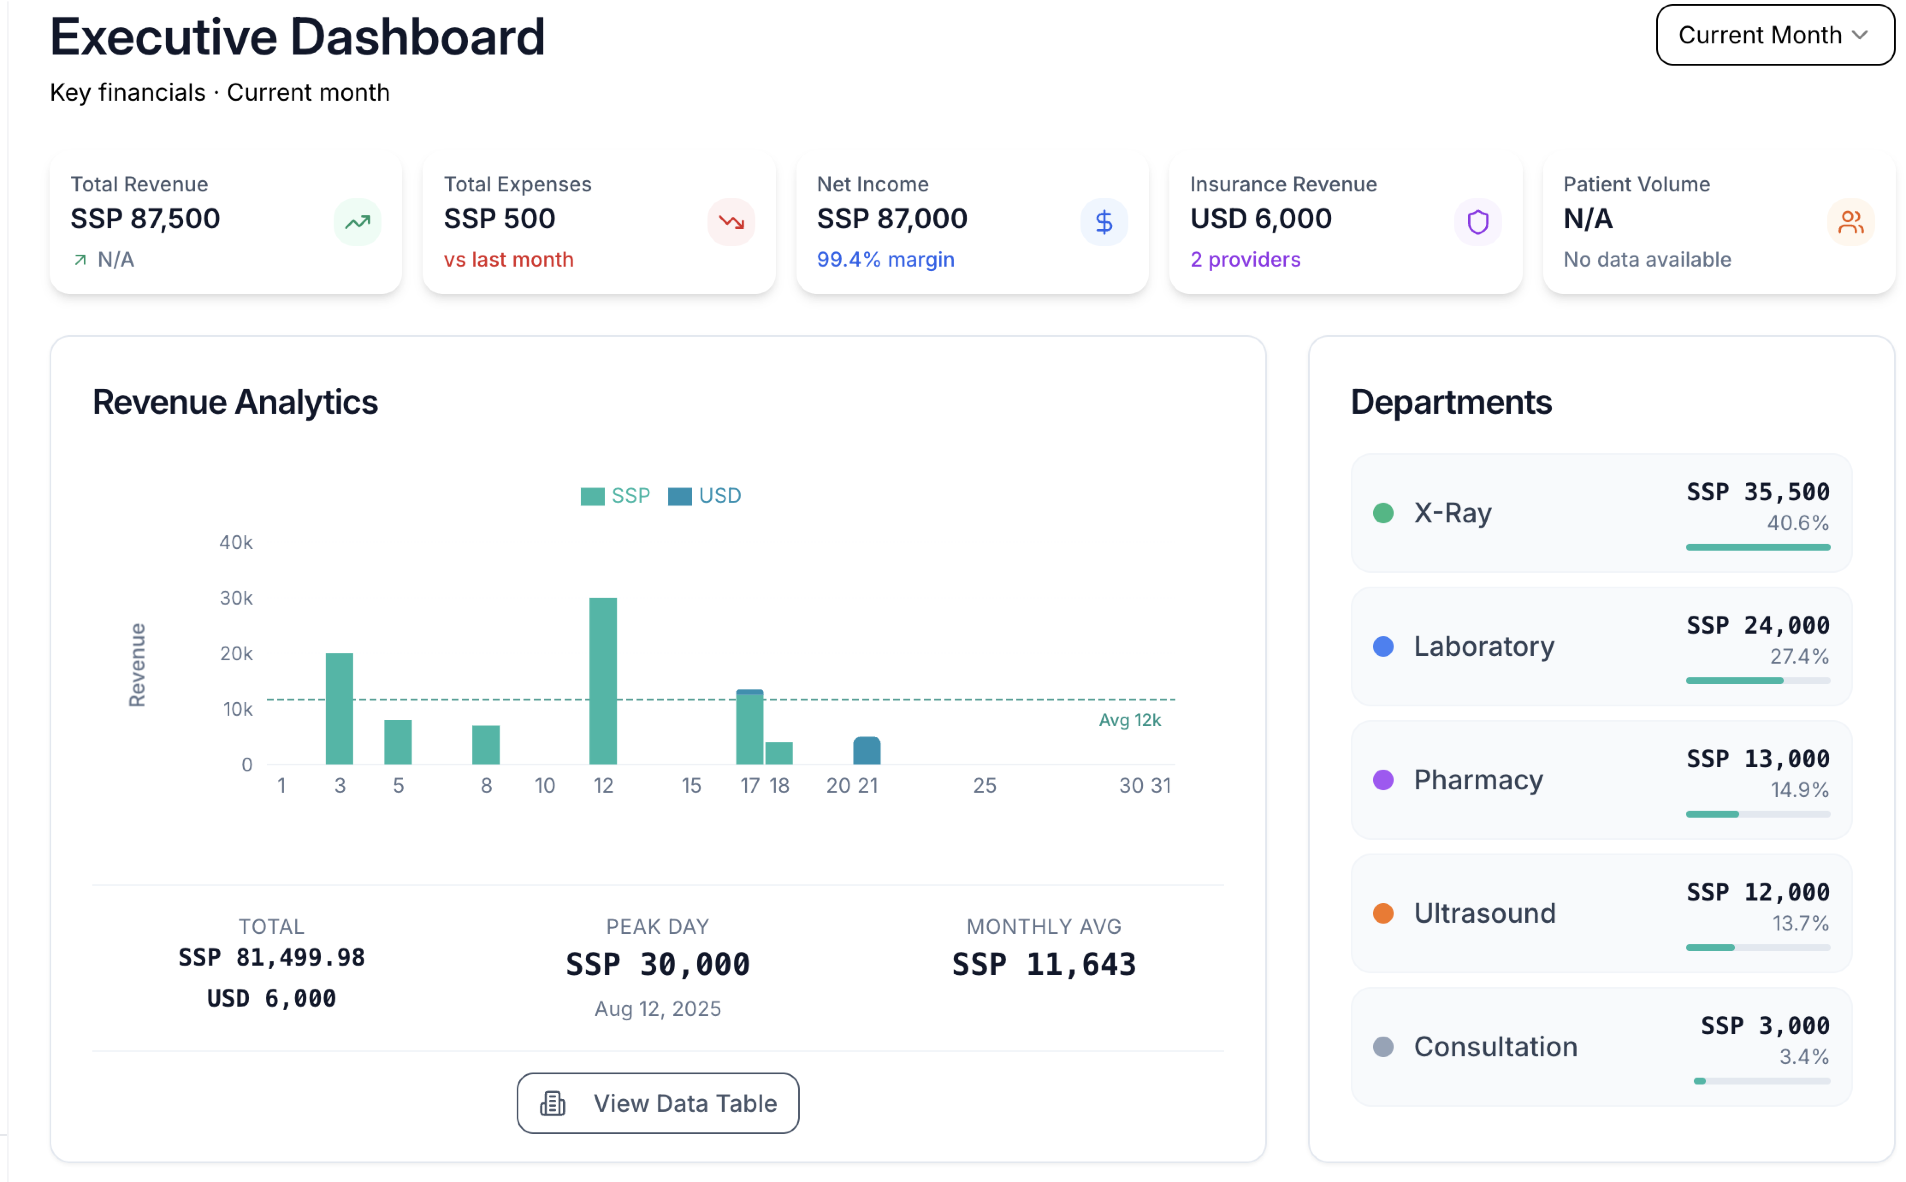 Executive Dashboard
Current Month
Key financials · Current month
Total Revenue
SSP 87,500
N/A
Total Expenses
SSP 500
vs last month
Net Income
SSP 87,000
99.4% margin
Insurance Revenue
USD 6,000
2 providers
Patient Volume
N/A
No data available
Revenue Analytics
SSP USD
Revenue
40k
30k
20k
10k
0
Avg 12k
1 3 5 8 10 12 15 17 18 20 21 25 30 31
TOTAL
SSP 81,499.98
USD 6,000
PEAK DAY
SSP 30,000
Aug 12, 2025
MONTHLY AVG
SSP 11,643
View Data Table
Departments
X-Ray
SSP 35,500
40.6%
Laboratory
SSP 24,000
27.4%
Pharmacy
SSP 13,000
14.9%
Ultrasound
SSP 12,000
13.7%
Consultation
SSP 3,000
3.4%